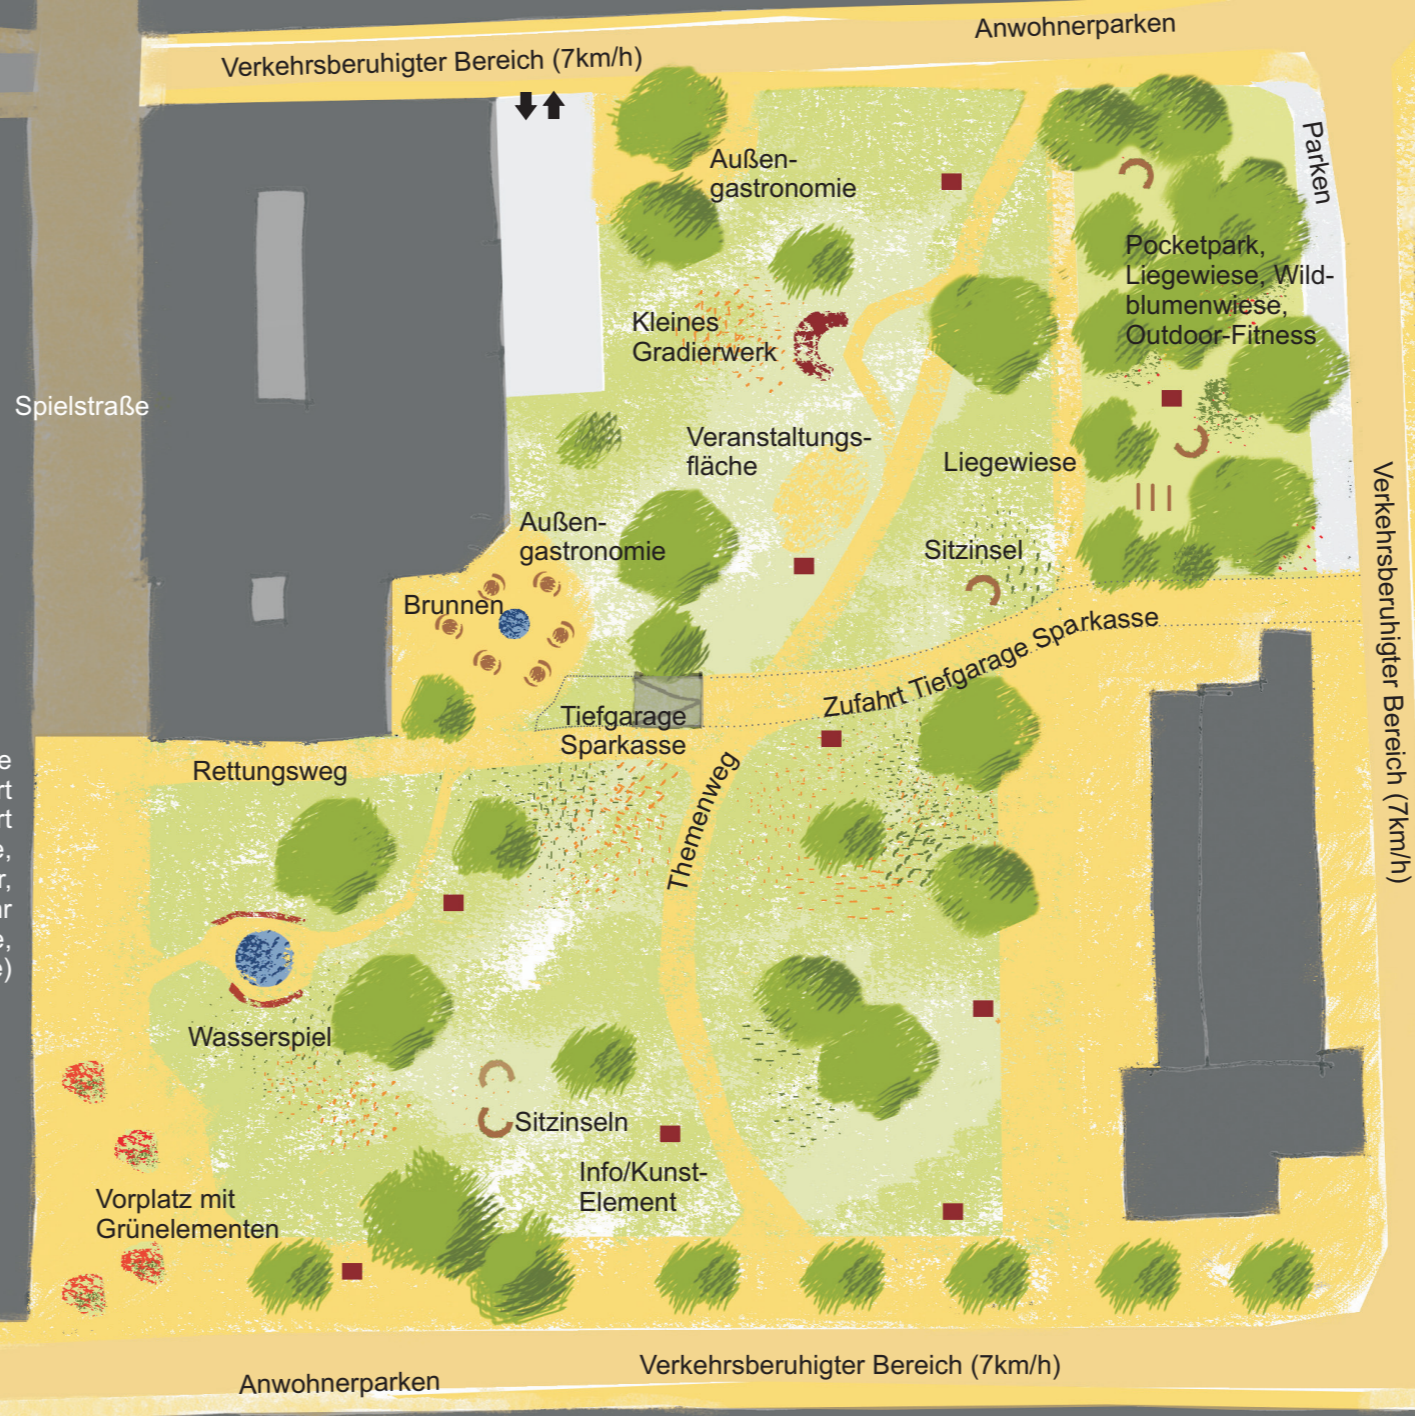 Anwohnerparken
Verkehrsberuhigter Bereich (7km/h)
Parken
Außen-
gastronomie
Pocketpark,
Liegewiese, Wild-
blumenwiese,
Outdoor-Fitness
Kleines
Gradierwerk
Spielstraße
Veranstaltungs-
fläche
Liegewiese
Verkehrsberuhigter Bereich (7km/h)
Außen-
gastronomie
Sitzinsel
Brunnen
Zufahrt Tiefgarage Sparkasse
Tiefgarage
Sparkasse
Rettungsweg
Themenweg
Wasserspiel
Sitzinseln
Info/Kunst-
Element
Vorplatz mit
Grünelementen
Verkehrsberuhigter Bereich (7km/h)
Anwohnerparken